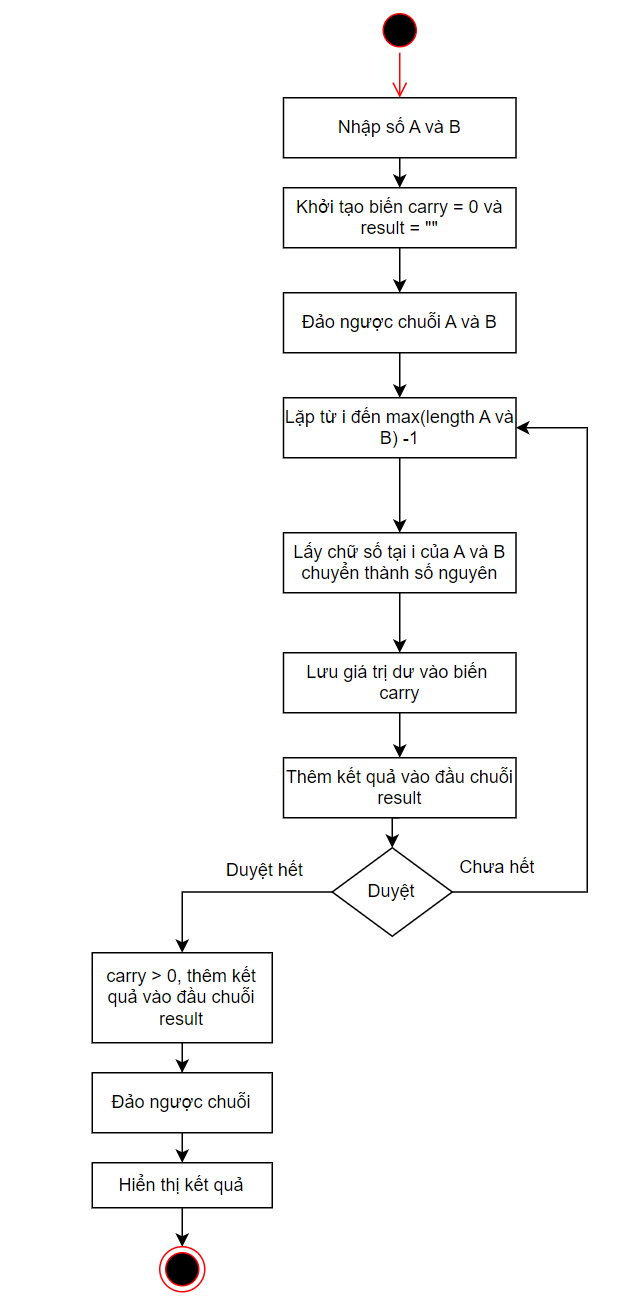 Nhập số A và B
Khởi tạo biến carry = 0 và
result = ""
Đảo ngược chuỗi A và B
Lặp từ i đến max(length A và
B) -1
Lấy chữ số tại i của A và B
chuyển thành số nguyên
Lưu giá trị dư vào biến
carry
Thêm kết quả vào đầu chuỗi
result
Duyệt hết
Chưa hết
Duyệt
carry > 0, thêm kết
quả vào đầu chuỗi
result
Đảo ngược chuỗi
Hiển thị kết quả